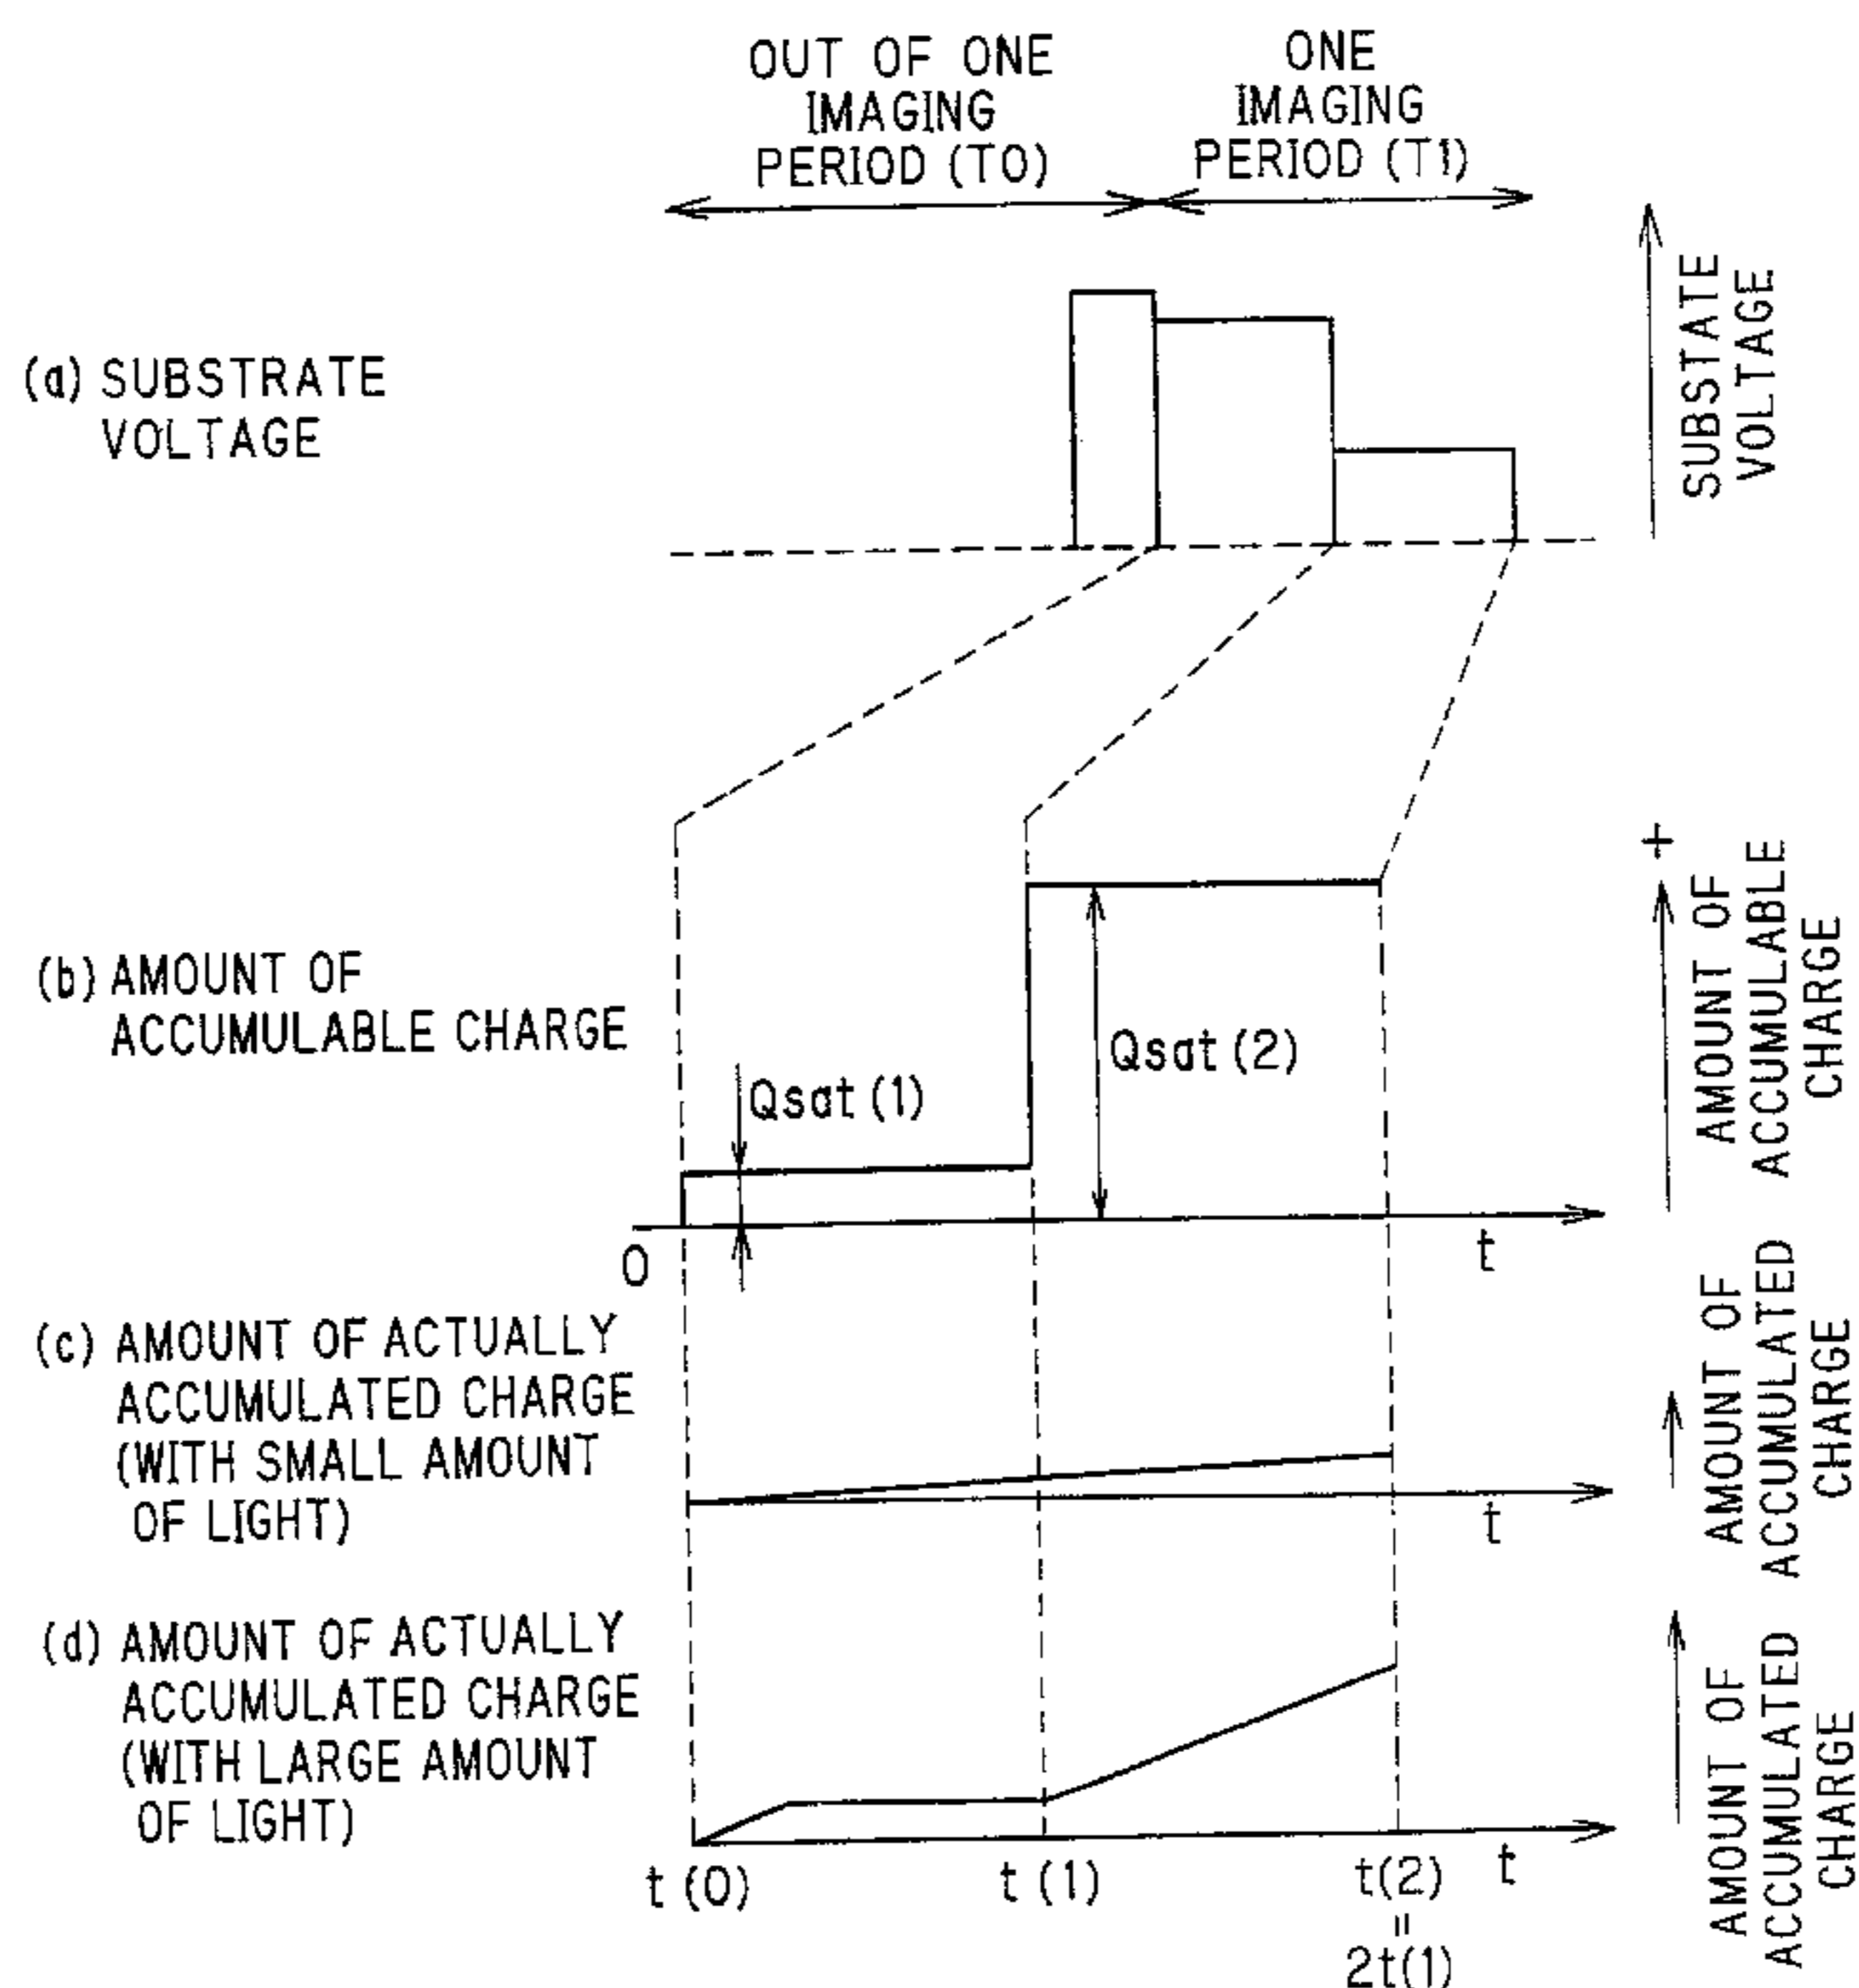 OUT OF ONE
IMAGING
PERIOD (T0)
ONE
IMAGING
PERIOD (T1)
(a) SUBSTRATE
VOLTAGE
SUBSTATE
VOLTAGE
(b) AMOUNT OF
ACCUMULABLE CHARGE
Qsat (1)
Qsat (2)
+
AMOUNT OF
ACCUMULABLE
CHARGE
0
t
(c) AMOUNT OF ACTUALLY
ACCUMULATED CHARGE
(WITH SMALL AMOUNT
OF LIGHT)
t
AMOUNT OF
ACCUMULATED
CHARGE
(d) AMOUNT OF ACTUALLY
ACCUMULATED CHARGE
(WITH LARGE AMOUNT
OF LIGHT)
AMOUNT OF
ACCUMULATED
CHARGE
t (0)
t (1)
t(2)
t
=
2t(1)